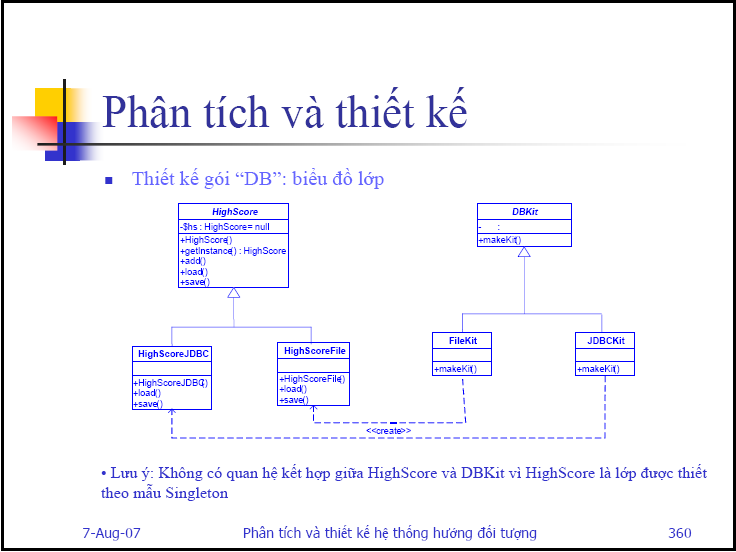 Phân tích và thiết kế
Thiết kế gói “DB”: biểu đồ lớp
HighScore
-$hs : HighScore = null
+HighScore()
+getInstance() : HighScore
+add()
+load()
+save()
DBKit
- :
+makeKit()
HighScoreJDBC
+HighScoreJDBC()
+load()
+save()
HighScoreFile
+HighScoreFile()
+load()
+save()
FileKit
+makeKit()
JDBCKit
+makeKit()
<<create>>
• Lưu ý: Không có quan hệ kết hợp giữa HighScore và DBKit vì HighScore là lớp được thiết
theo mẫu Singleton
7-Aug-07 Phân tích và thiết kế hệ thống hướng đối tượng 360